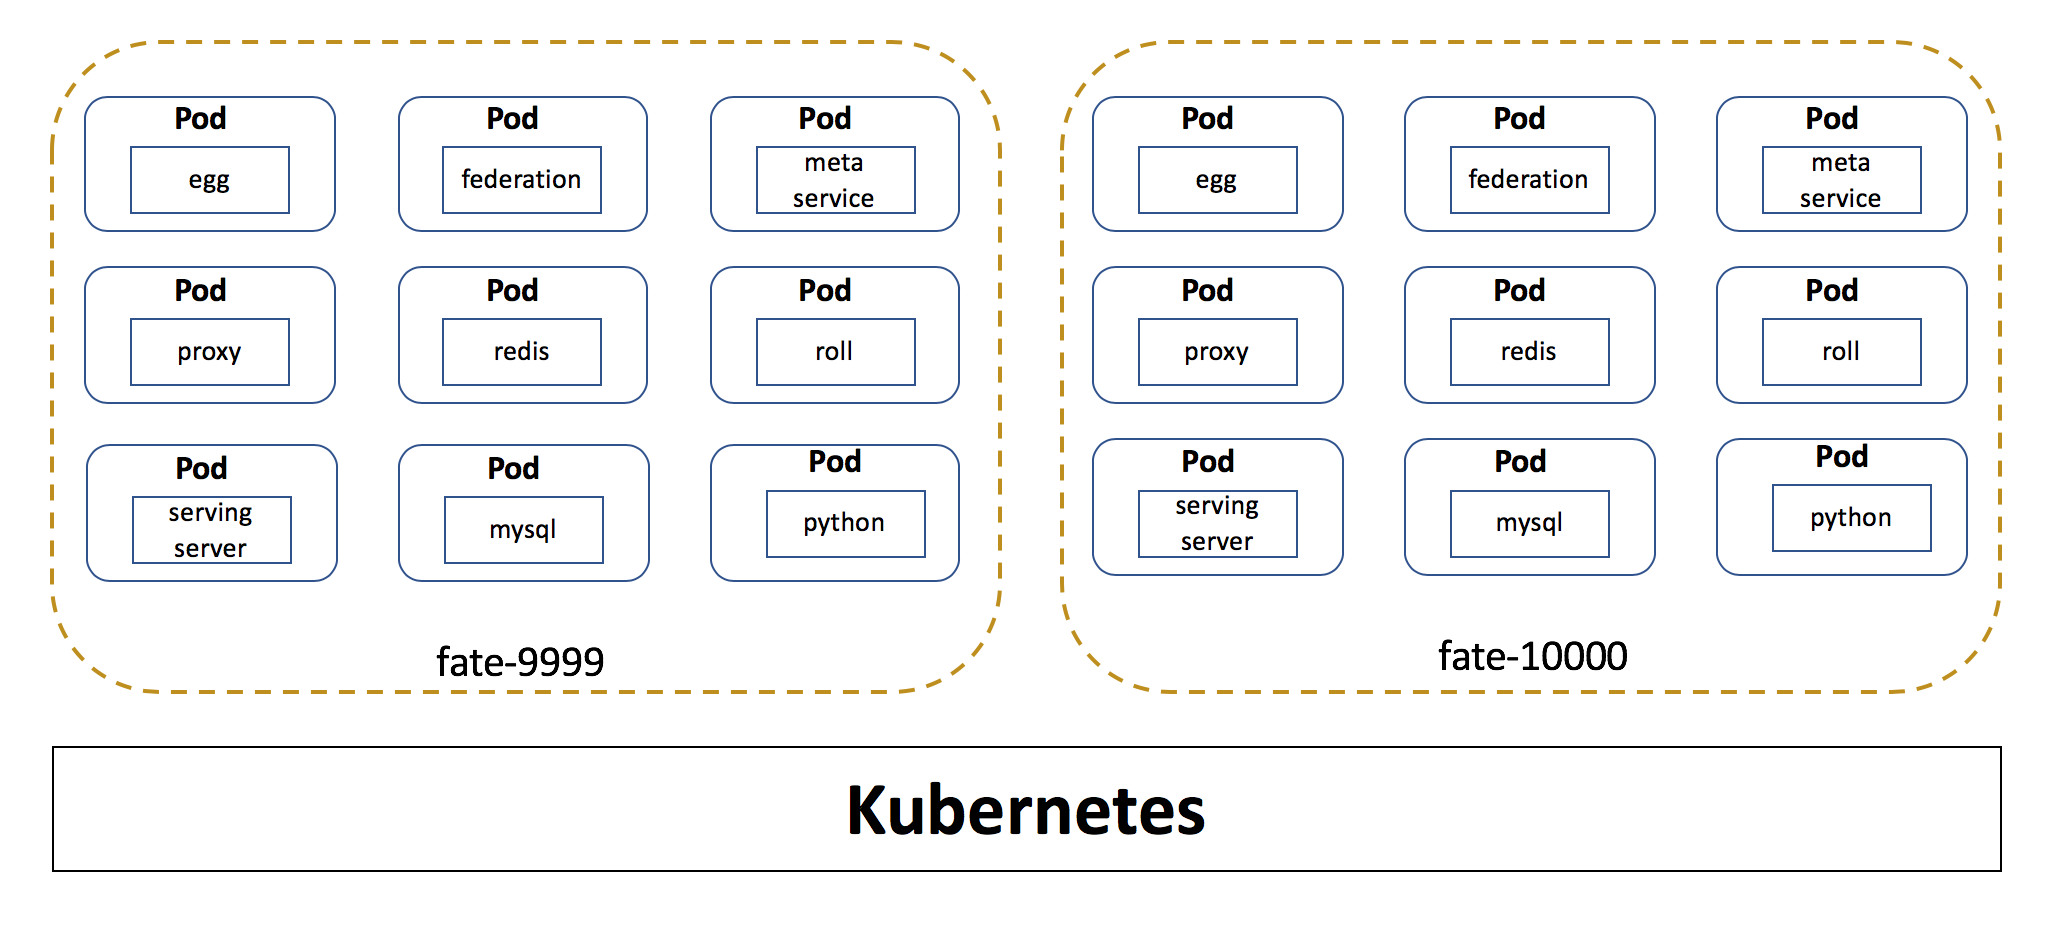 Pod
egg
Pod
federation
Pod
meta
service
Pod
proxy
Pod
redis
Pod
roll
Pod
serving
server
Pod
mysql
Pod
python
fate-9999
Pod
egg
Pod
federation
Pod
meta
service
Pod
proxy
Pod
redis
Pod
roll
Pod
serving
server
Pod
mysql
Pod
python
fate-10000
Kubernetes